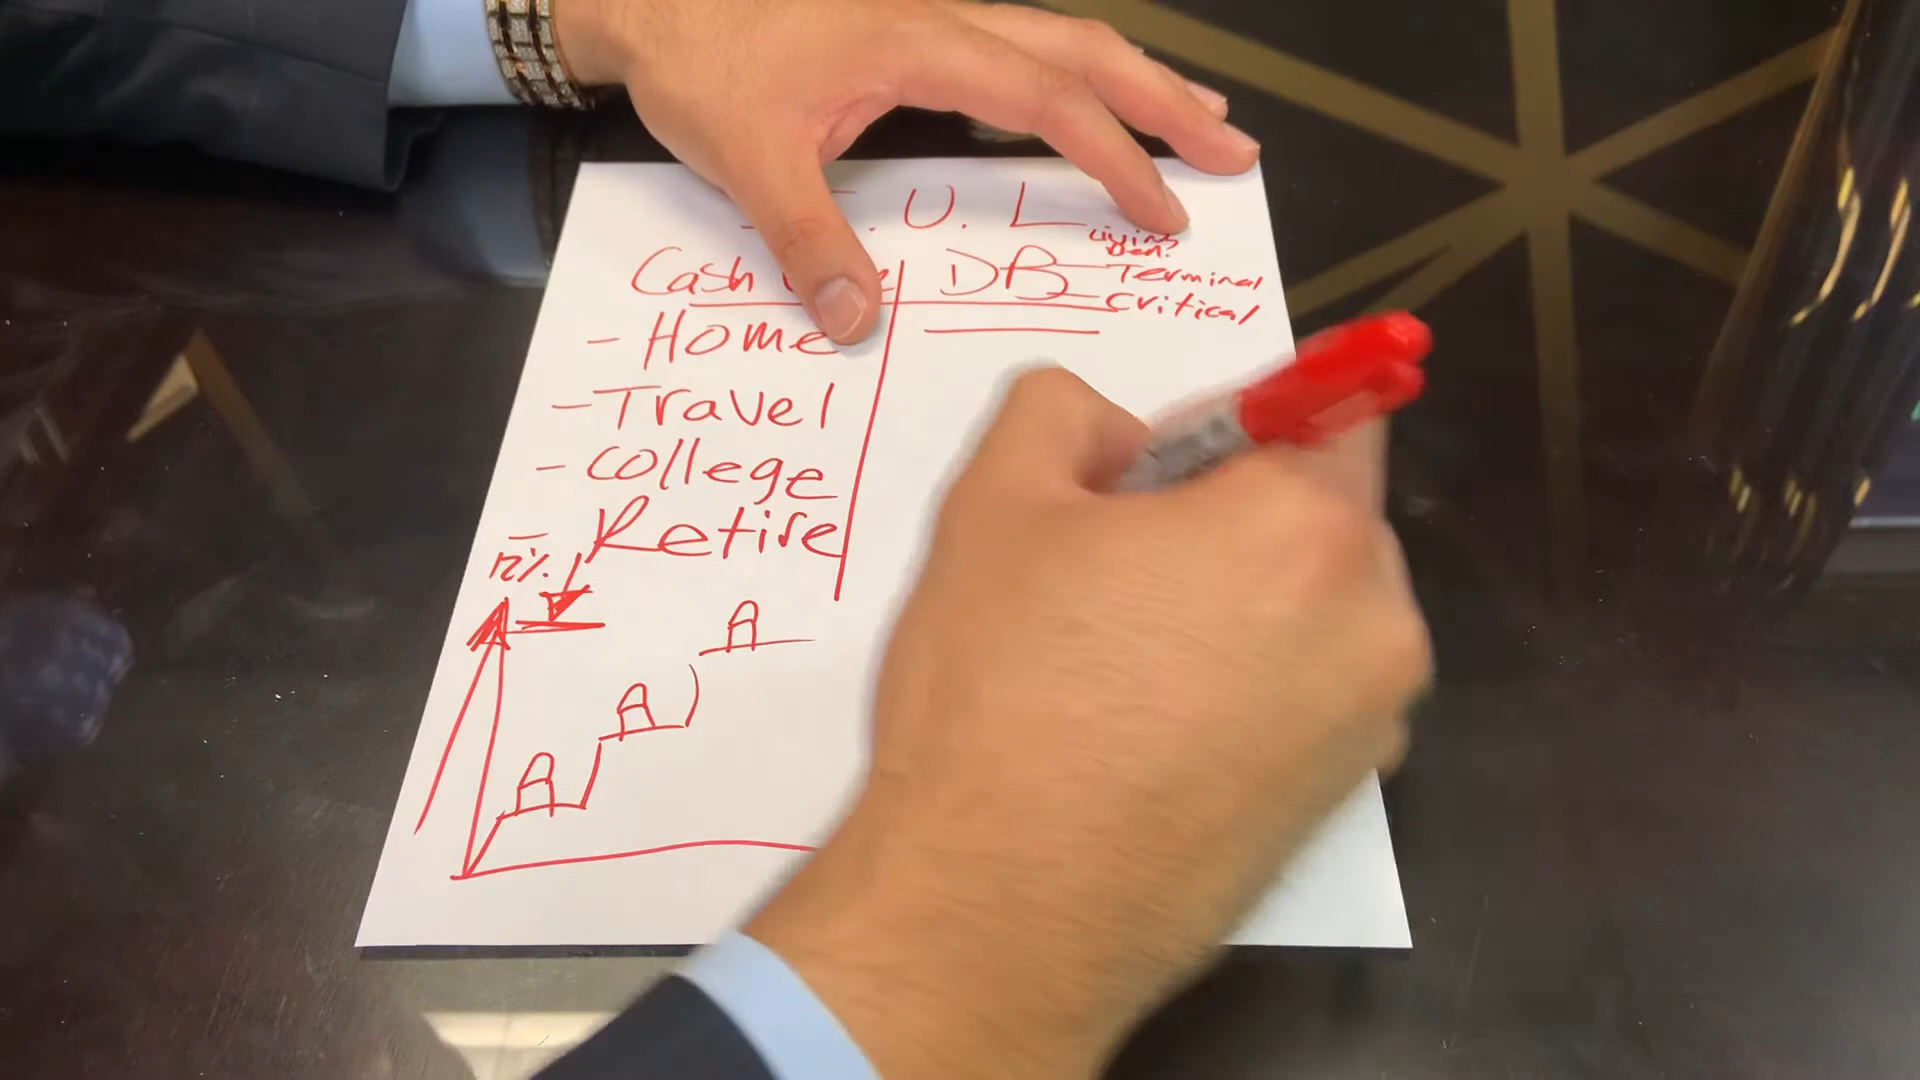 . U. L
Living
Ben.
Cash DB Terminal
Critical
- Home
- Travel
- College
- Retire
12%